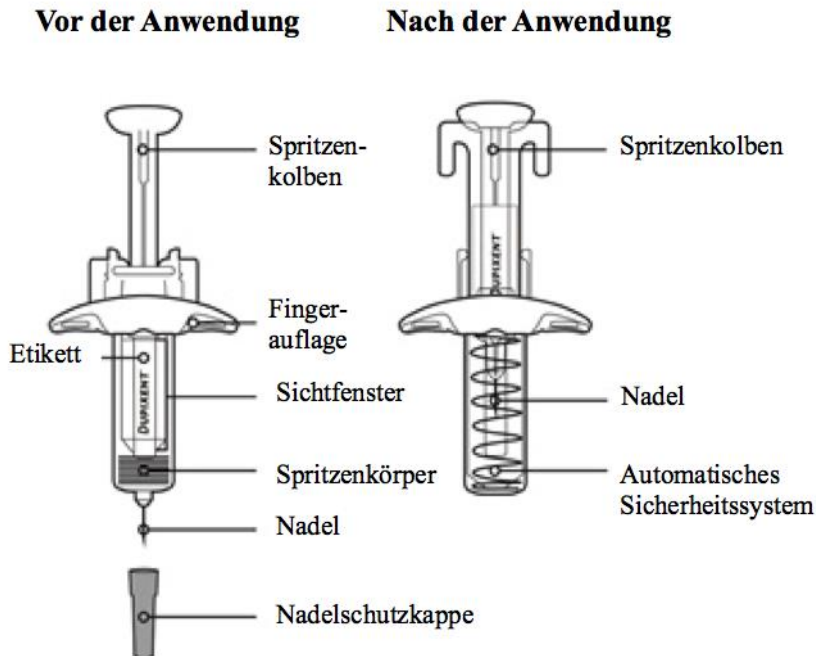 Vor der Anwendung
Spritzen-
kolben
Finger-
auflage
Etikett
DUPIXENT
Sichtfenster
Spritzenkörper
Nadel
Nadelschutzkappe
Nach der Anwendung
Spritzenkolben
DUPIXENT
Nadel
Automatisches
Sicherheitssystem